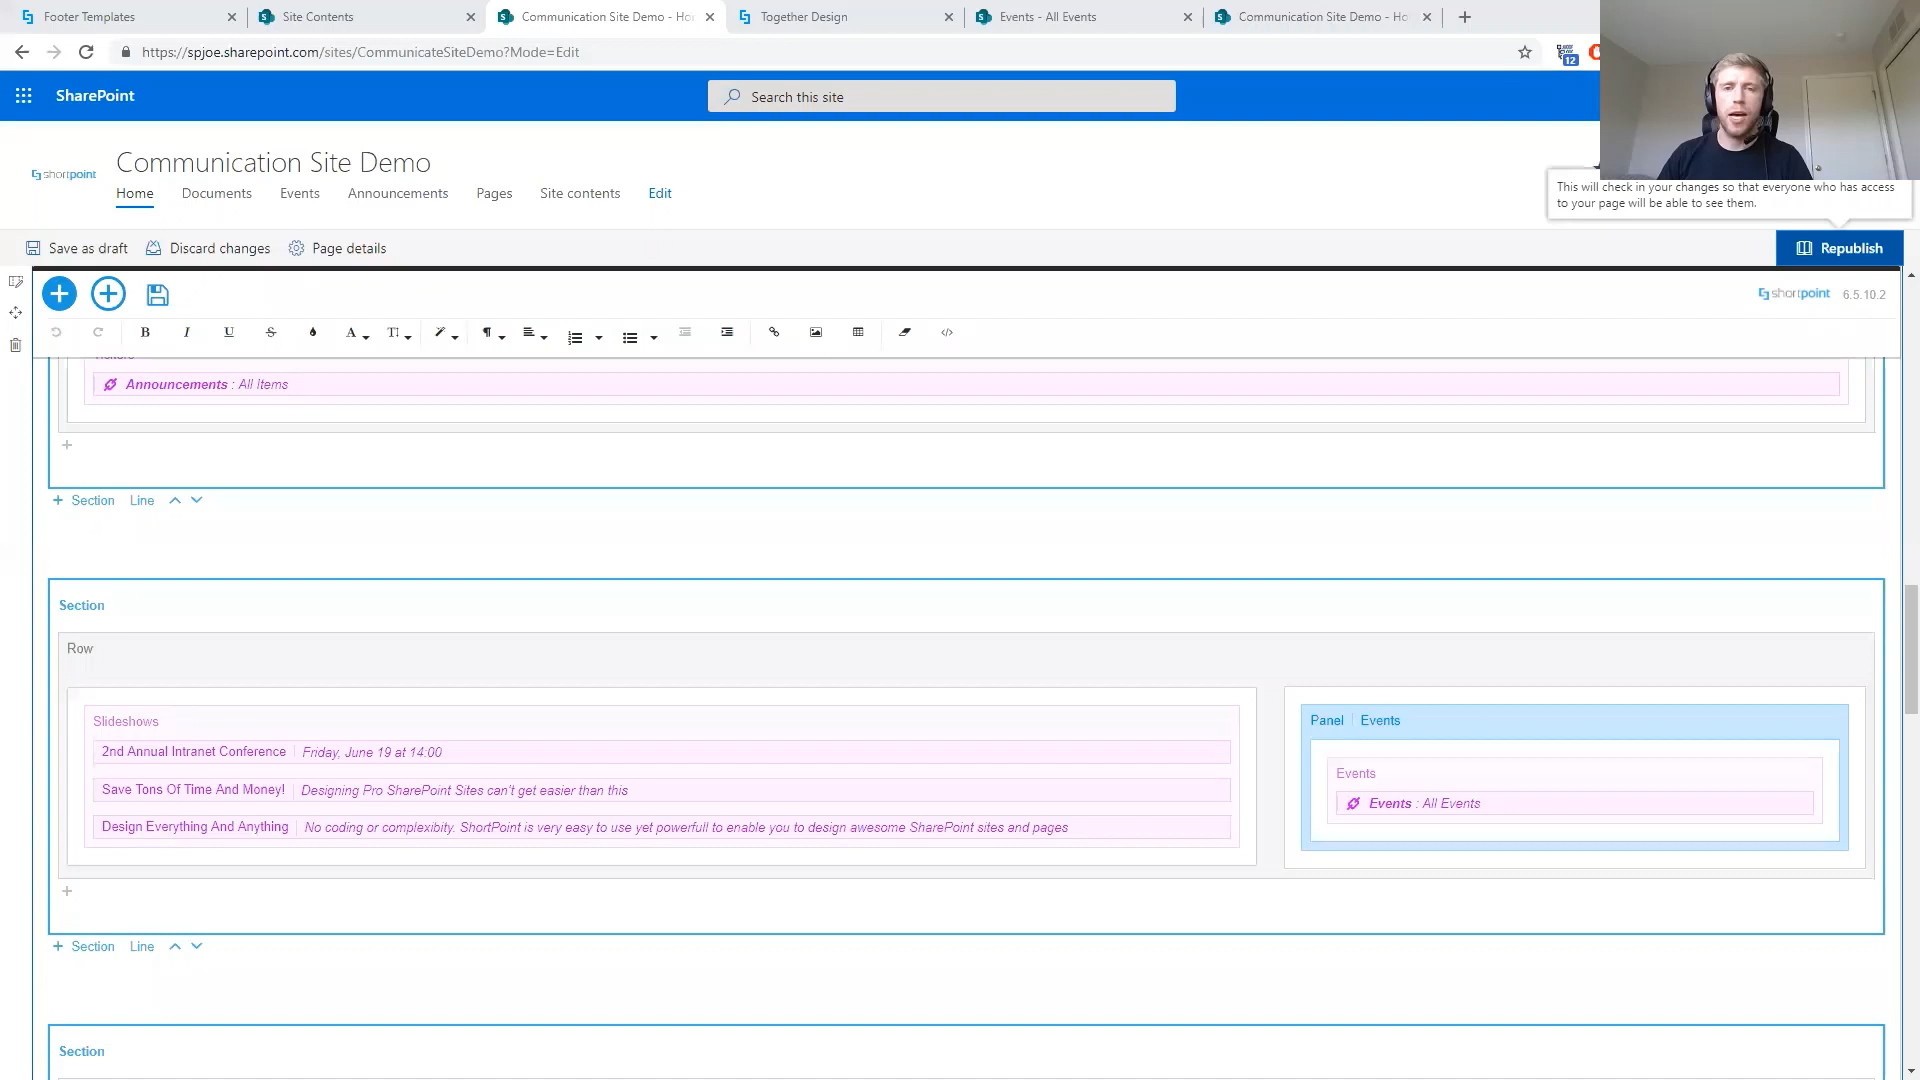 Footer Templates
Site Contents
Communication Site Demo - Ho
Together Design
Events - All Events
Communication Site Demo - Ho
https://spjoe.sharepoint.com/sites/CommunicateSiteDemo?Mode=Edit
12
SharePoint
Search this site
shortpoint
Communication Site Demo
Home Documents Events Announcements Pages Site contents Edit
This will check in your changes so that everyone who has access
to your page will be able to see them.
Save as draft Discard changes Page details
Republish
shortpoint 6.5.10.2
Announcements : All Items
+ Section Line
Section
Row
Slideshows
2nd Annual Intranet Conference Friday, June 19 at 14:00
Save Tons Of Time And Money! Designing Pro SharePoint Sites can't get easier than this
Design Everything And Anything No coding or complexibity. ShortPoint is very easy to use yet powerfull to enable you to design awesome SharePoint sites and pages
Panel Events
Events
Events : All Events
+ Section Line
Section